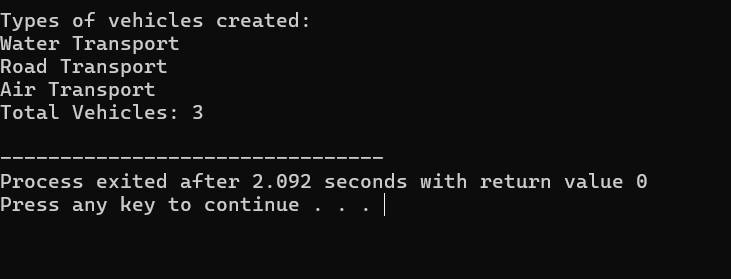 Types of vehicles created:
Water Transport
Road Transport
Air Transport
Total Vehicles: 3
--------------------------------
Process exited after 2.092 seconds with return value 0
Press any key to continue . . .